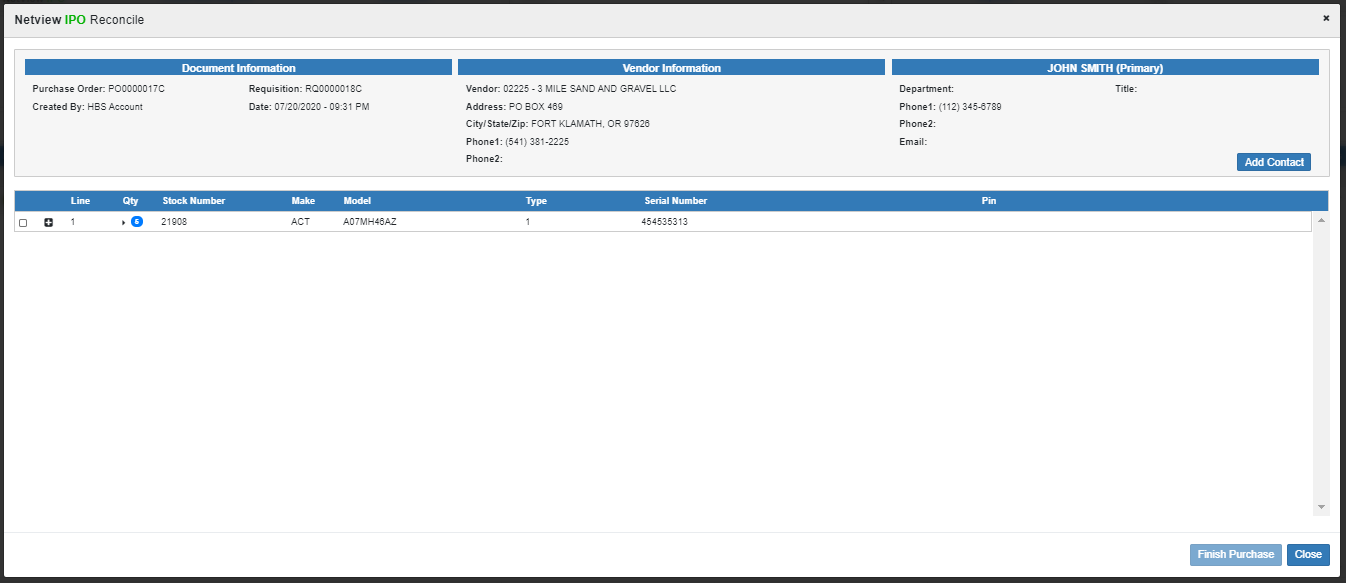 Netview IPO Reconcile
×
Document Information
Purchase Order: PO0000017C Requisition: RQ0000018C
Created By: HBS Account Date: 07/20/2020 - 09:31 PM
Vendor Information
Vendor: 02225 - 3 MILE SAND AND GRAVEL LLC
Address: PO BOX 469
City/State/Zip: FORT KLAMATH, OR 97626
Phone1: (541) 381-2225
Phone2:
JOHN SMITH (Primary)
Department: Title:
Phone1: (112) 345-6789
Phone2:
Email:
Add Contact
Line Qty Stock Number Make Model Type Serial Number Pin
1 21908 ACT A07MH46AZ 1 454535313
Finish Purchase Close